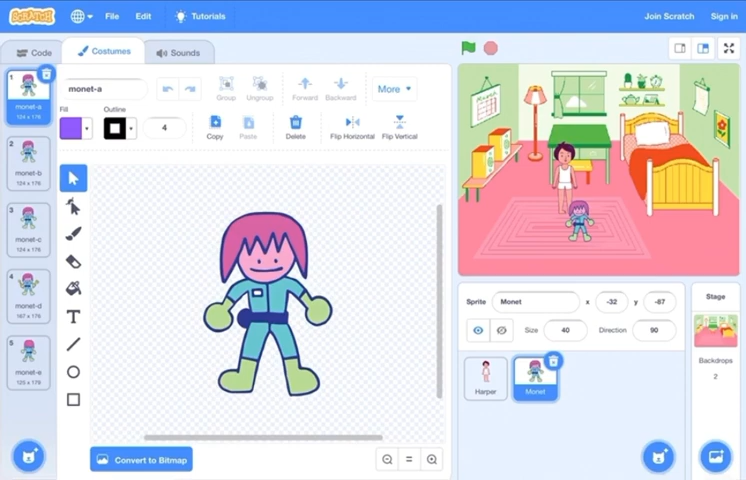 SCRATCH
File
Edit
Tutorials
Join Scratch
Sign in
Code
Costumes
Sounds
1
monet-a
124 x 176
2
monet-b
124 x 176
3
monet-c
124 x 176
4
monet-d
167 x 176
5
monet-e
125 x 179
monet-a
Group
Ungroup
Forward
Backward
More
Fill
Outline
4
Copy
Paste
Delete
Flip Horizontal
Flip Vertical
T
Convert to Bitmap
Sprite
Monet
x
-32
y
-87
Size
40
Direction
90
Harper
Monet
Stage
Backdrops
2